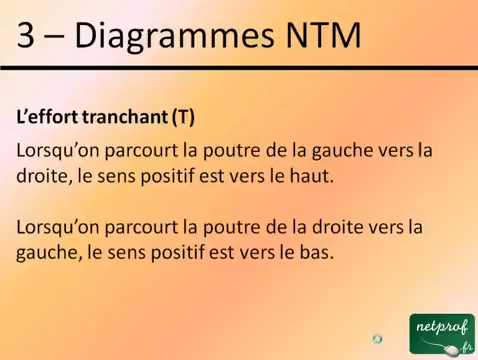 3 – Diagrammes NTM
L'effort tranchant (T)
Lorsqu'on parcourt la poutre de la gauche vers la
droite, le sens positif est vers le haut.
Lorsqu'on parcourt la poutre de la droite vers la
gauche, le sens positif est vers le bas.
netprof
.fr